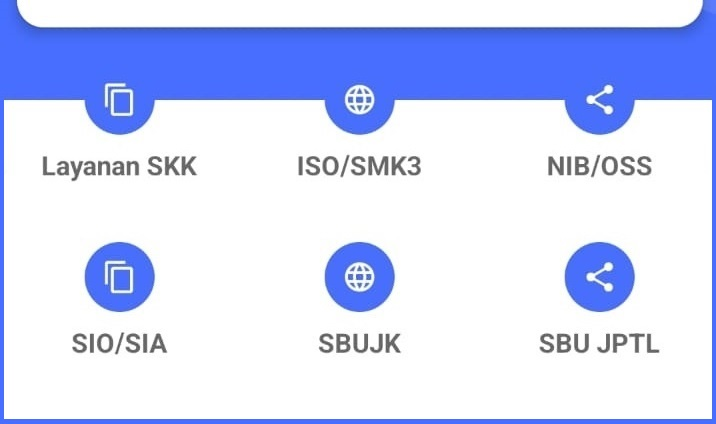 Layanan SKK
ISO/SMK3
NIB/OSS
SIO/SIA
SBUJK
SBU JPTL